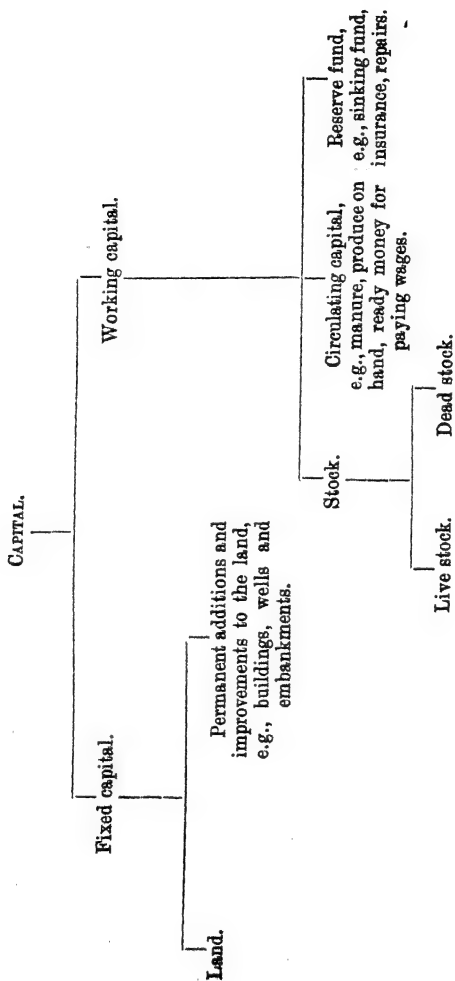 CAPITAL.
Fixed capital.
Working capital.
Land.
Permanent additions and
improvements to the land,
e.g., buildings, wells and
embankments.
Stock.
Circulating capital,
e.g., manure, produce on
hand, ready money for
paying wages.
Reserve fund,
e.g., sinking fund,
insurance, repairs.
Live stock.
Dead stock.